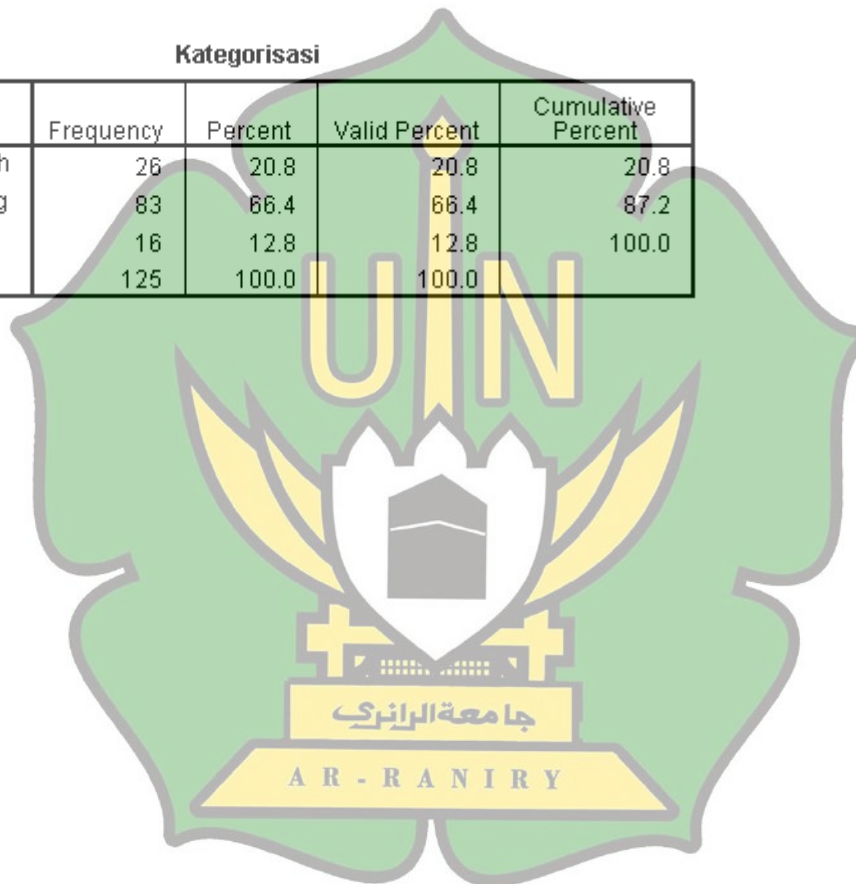 Kategorisasi
Frequency Percent Valid Percent Cumulative Percent
h 26 20.8 20.8 20.8
g 83 66.4 66.4 87.2
16 12.8 12.8 100.0
125 100.0 100.0
UIN
جامعة الرانري
AR-RANIRY